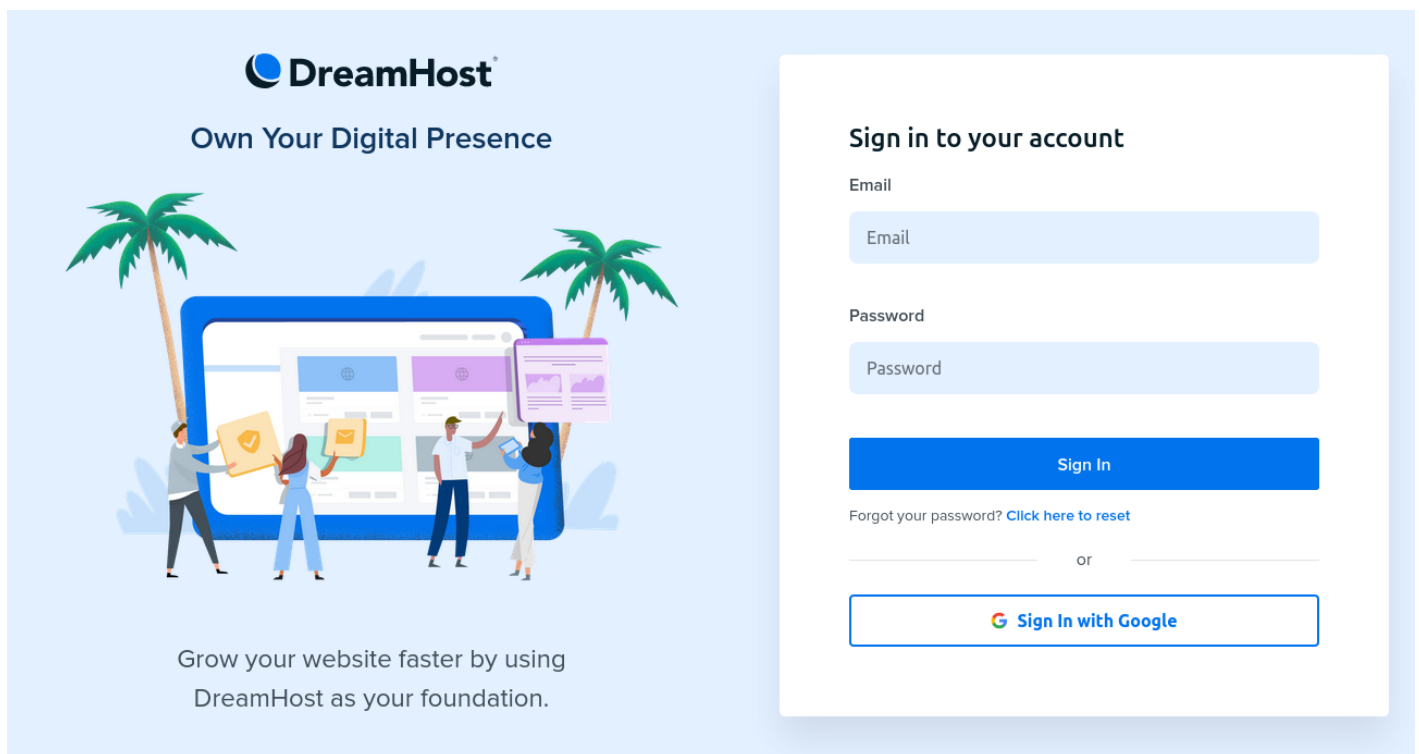 DreamHost®
Own Your Digital Presence
Grow your website faster by using
DreamHost as your foundation.
Sign in to your account
Email
Email
Password
Password
Sign In
Forgot your password? Click here to reset
or
Sign In with Google